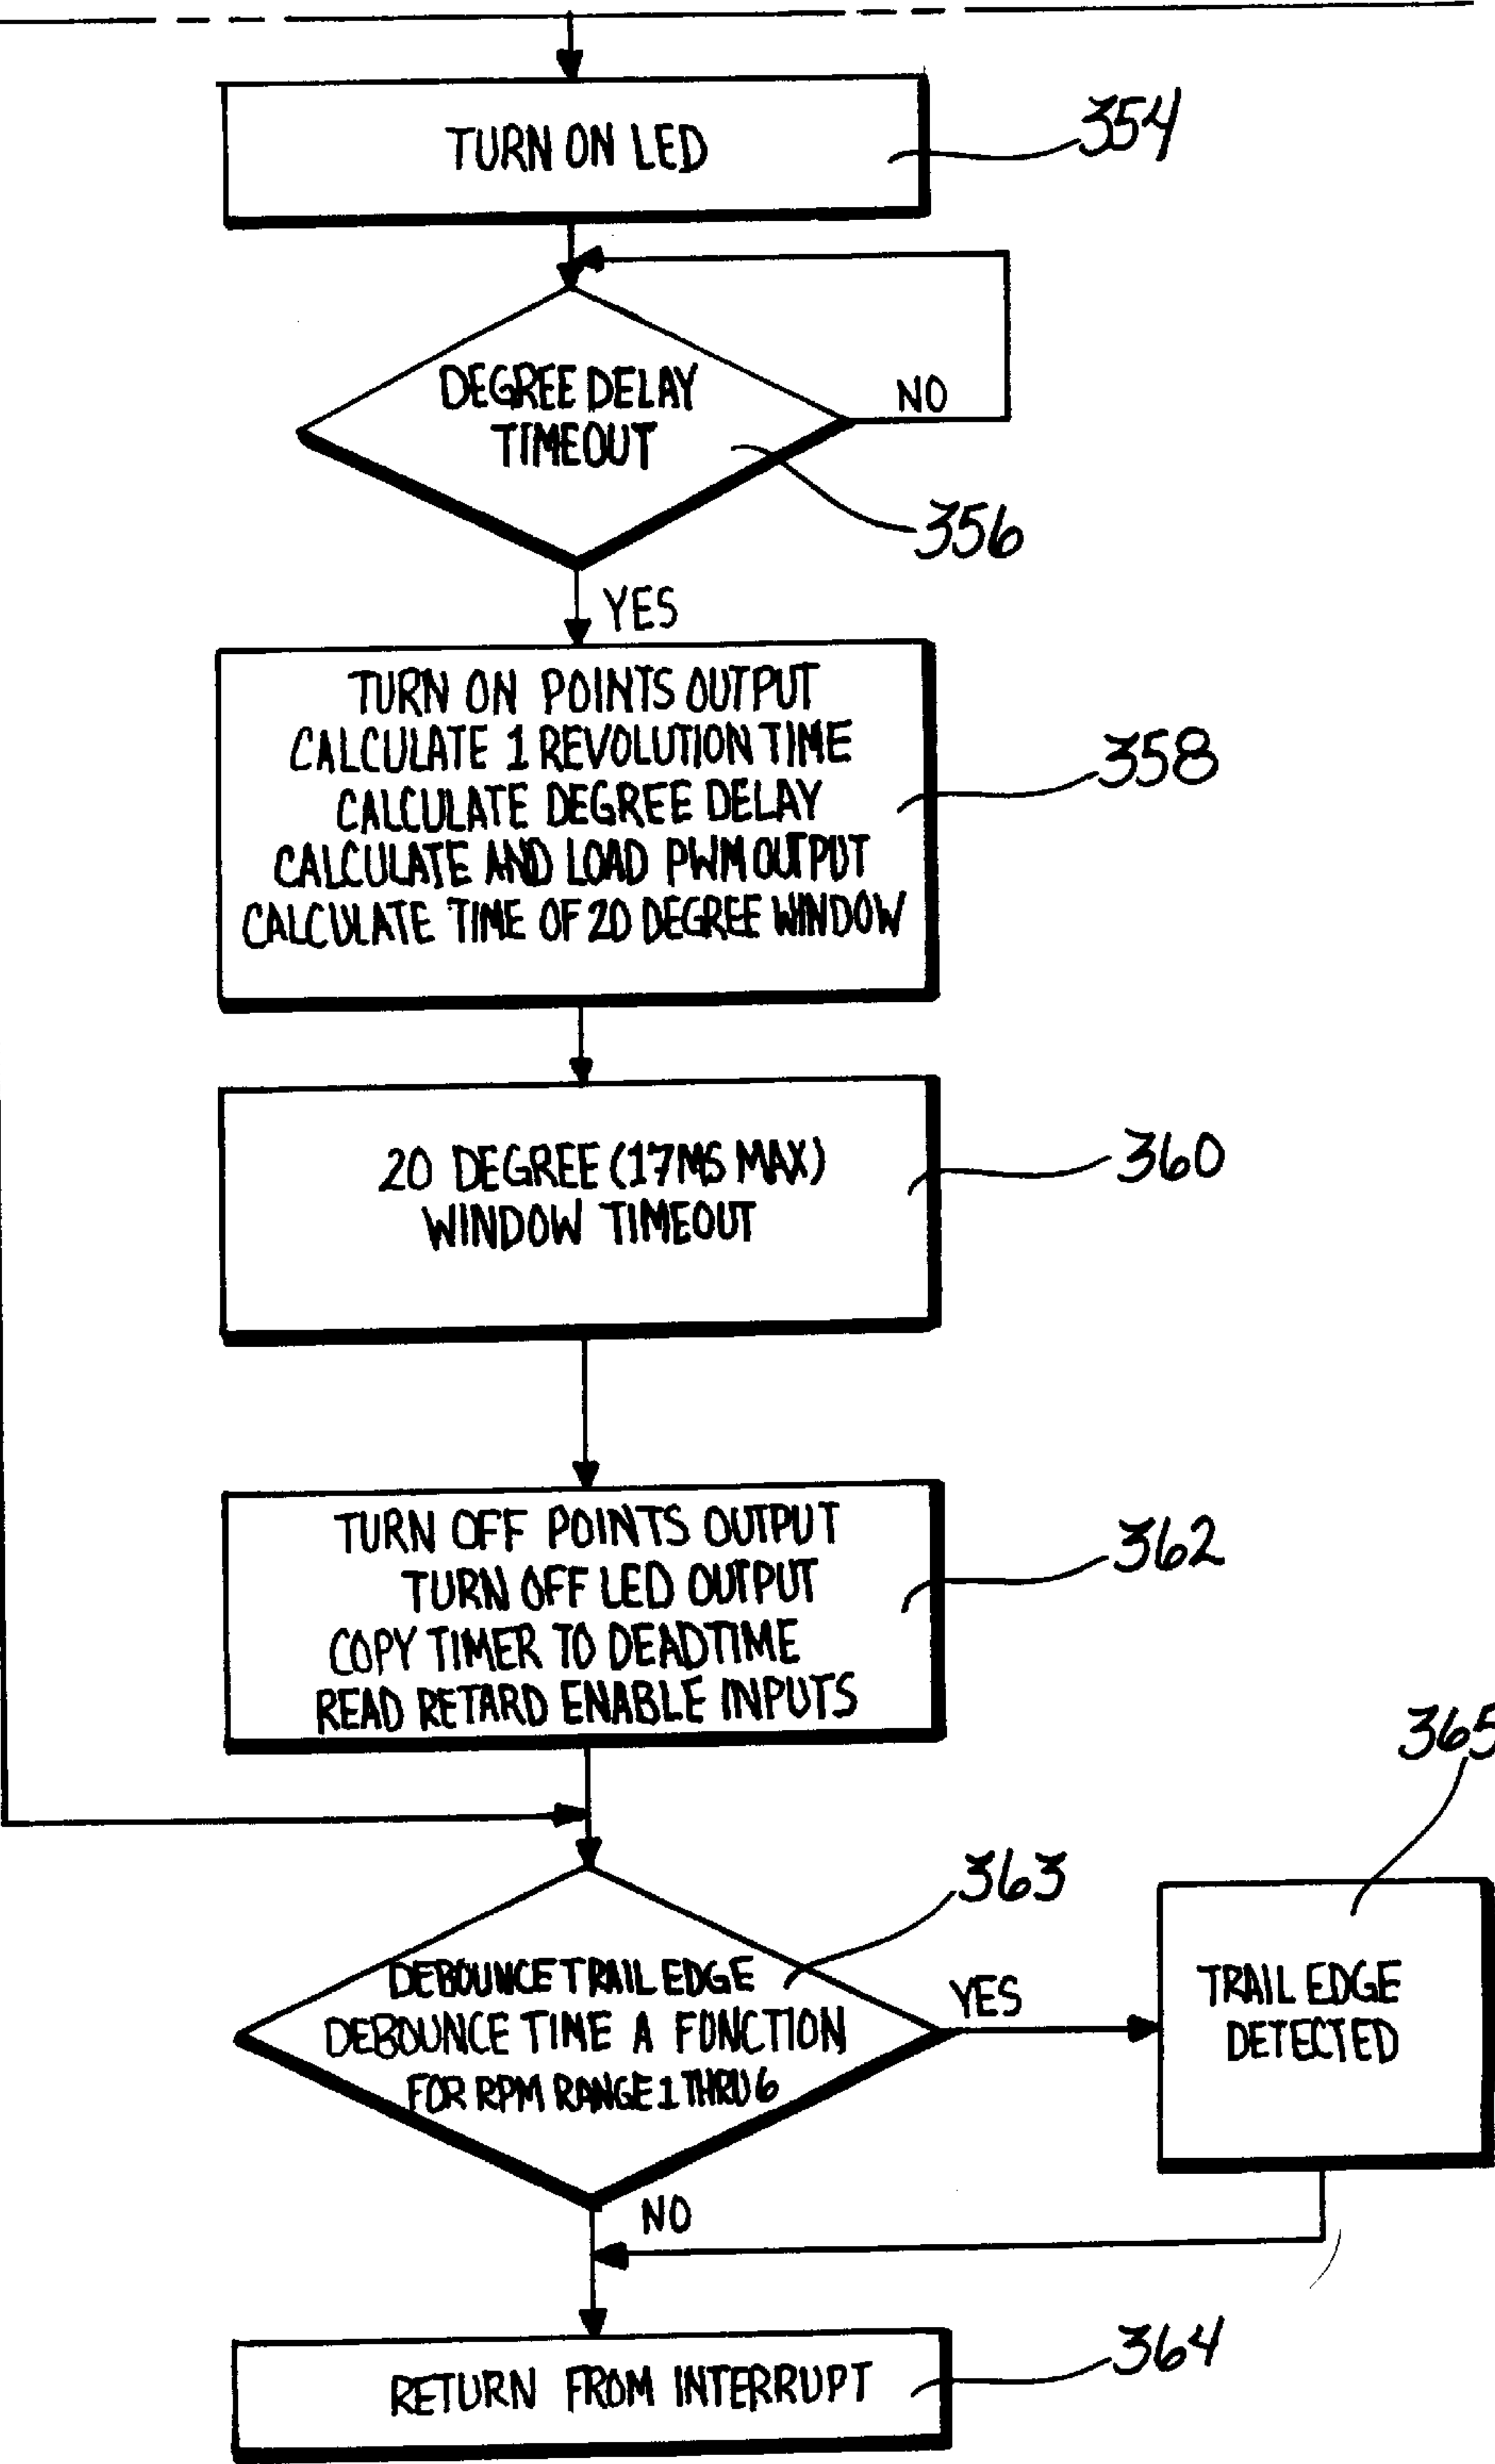 TURN ON LED
354
DEGREE DELAY
TIMEOUT
NO
356
YES
TURN ON POINTS OUTPUT
CALCULATE 1 REVOLUTION TIME
CALCULATE DEGREE DELAY
CALCULATE AND LOAD PWM OUTPUT
CALCULATE TIME OF 20 DEGREE WINDOW
358
20 DEGREE (17MS MAX)
WINDOW TIMEOUT
360
TURN OFF POINTS OUTPUT
TURN OFF LED OUTPUT
COPY TIMER TO DEADTIME
READ RETARD ENABLE INPUTS
362
365
363
DEBOUNCE TRAIL EDGE
DEBOUNCE TIME A FUNCTION
FOR RPM RANGE 1 THRU 6
YES
TRAIL EDGE
DETECTED
NO
RETURN FROM INTERRUPT
364